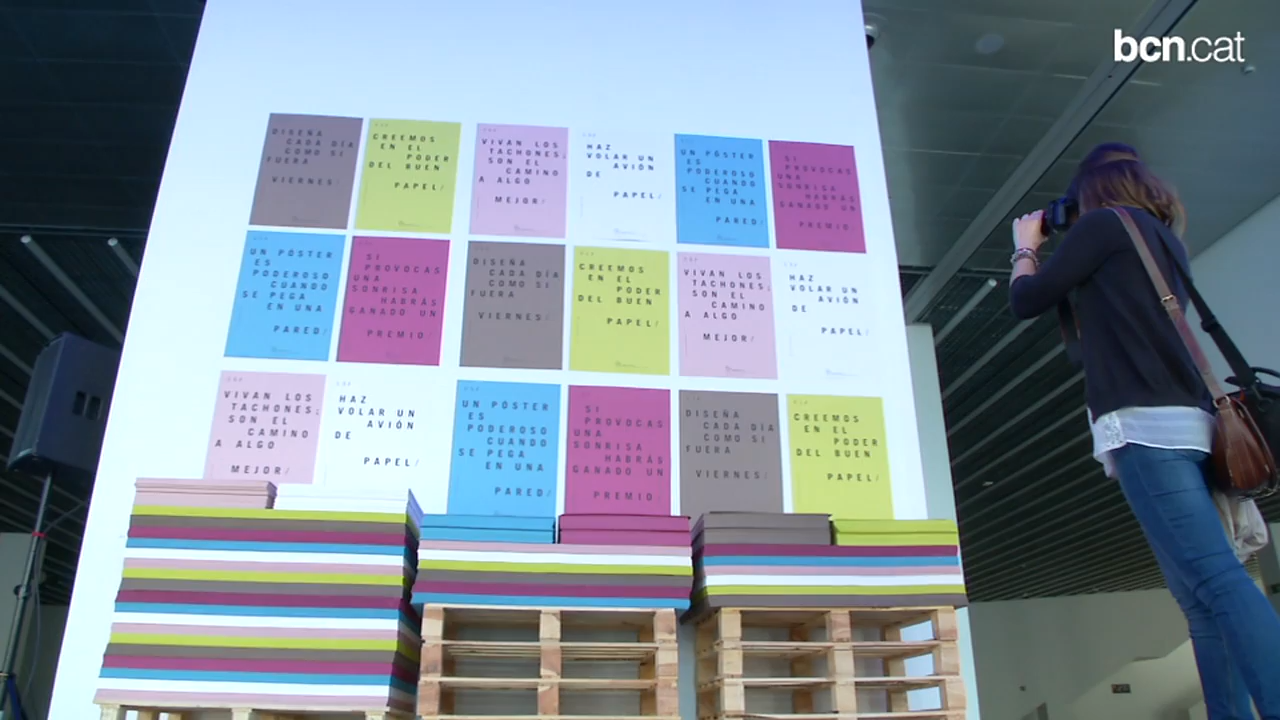 bcn.cat
DISEÑA
CADA DÍA
COMO SI
FUERA
VIERNES/
CREEMOS
EN EL
PODER
DEL BUEN
PAPEL/
VIVAN LOS
TACHONES:
SON EL
CAMINO
A ALGO
MEJOR/
HAZ
VOLAR UN
AVIÓN
DE
PAPEL/
UN PÓSTER
ES
PODEROSO
CUANDO
SE PEGA
EN UNA
PARED/
SI
PROVOCAS
UNA
SONRISA
HABRÁS
GANADO UN
PREMIO/
UN PÓSTER
ES
PODEROSO
CUANDO
SE PEGA
EN UNA
PARED/
SI
PROVOCAS
UNA
SONRISA
HABRÁS
GANADO UN
PREMIO/
DISEÑA
CADA DÍA
COMO SI
FUERA
VIERNES/
CREEMOS
EN EL
PODER
DEL BUEN
PAPEL/
VIVAN LOS
TACHONES:
SON EL
CAMINO
A ALGO
MEJOR/
HAZ
VOLAR UN
AVIÓN
DE
PAPEL/
VIVAN LOS
TACHONES:
SON EL
CAMINO
A ALGO
MEJOR/
HAZ
VOLAR UN
AVIÓN
DE
PAPEL/
UN PÓSTER
ES
PODEROSO
CUANDO
SE PEGA
EN UNA
PARED/
SI
PROVOCAS
UNA
SONRISA
HABRÁS
GANADO UN
PREMIO/
DISEÑA
CADA DÍA
COMO SI
FUERA
VIERNES/
CREEMOS
EN EL
PODER
DEL BUEN
PAPEL/